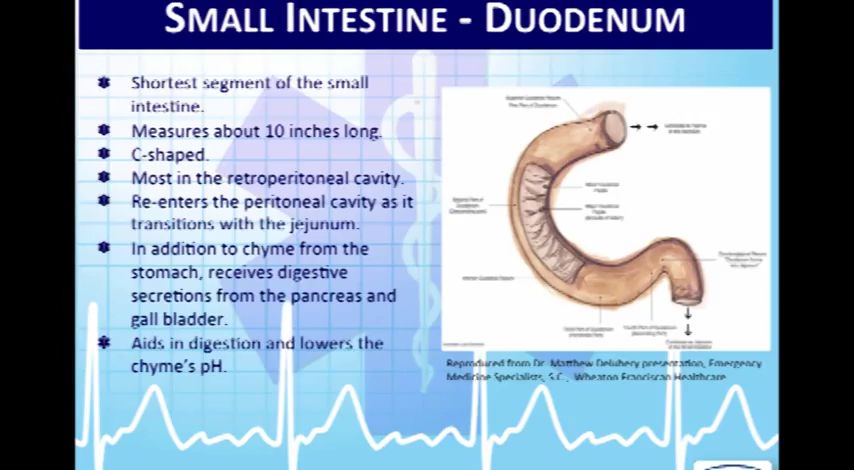 SMALL INTESTINE - DUODENUM
Shortest segment of the small
intestine.
Measures about 10 inches long.
C-shaped.
Most in the retroperitoneal cavity.
Re-enters the peritoneal cavity as it
transitions with the jejunum.
In addition to chyme from the
stomach, receives digestive
secretions from the pancreas and
gall bladder.
Aids in digestion and lowers the
chyme's pH.
Reproduced from Dr. Matthew presentation, Emergency
Medicine Specialists, S.C., Wheaton Franciscan Healthcare